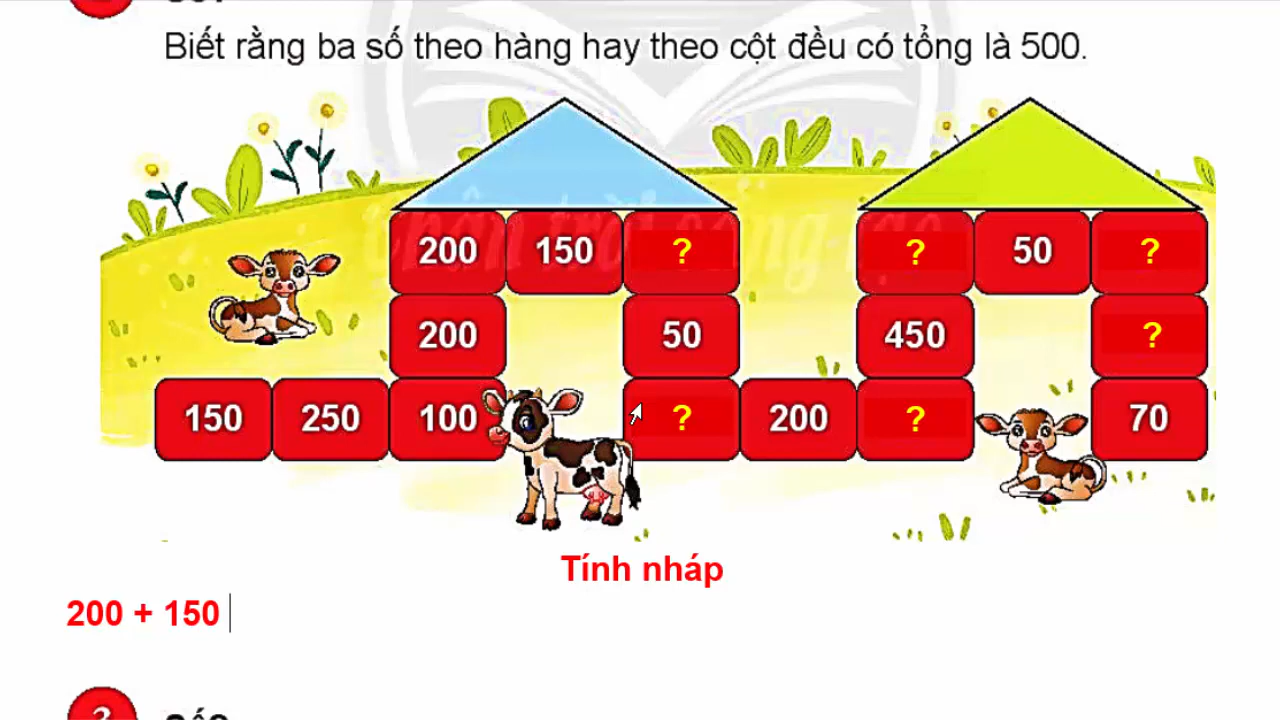 Biết rằng ba số theo hàng hay theo cột đều có tổng là 500.
200 150 ? ? 50 ?
200 50 450 ?
150 250 100 ? 200 ? 70
Tính nháp
200 + 150